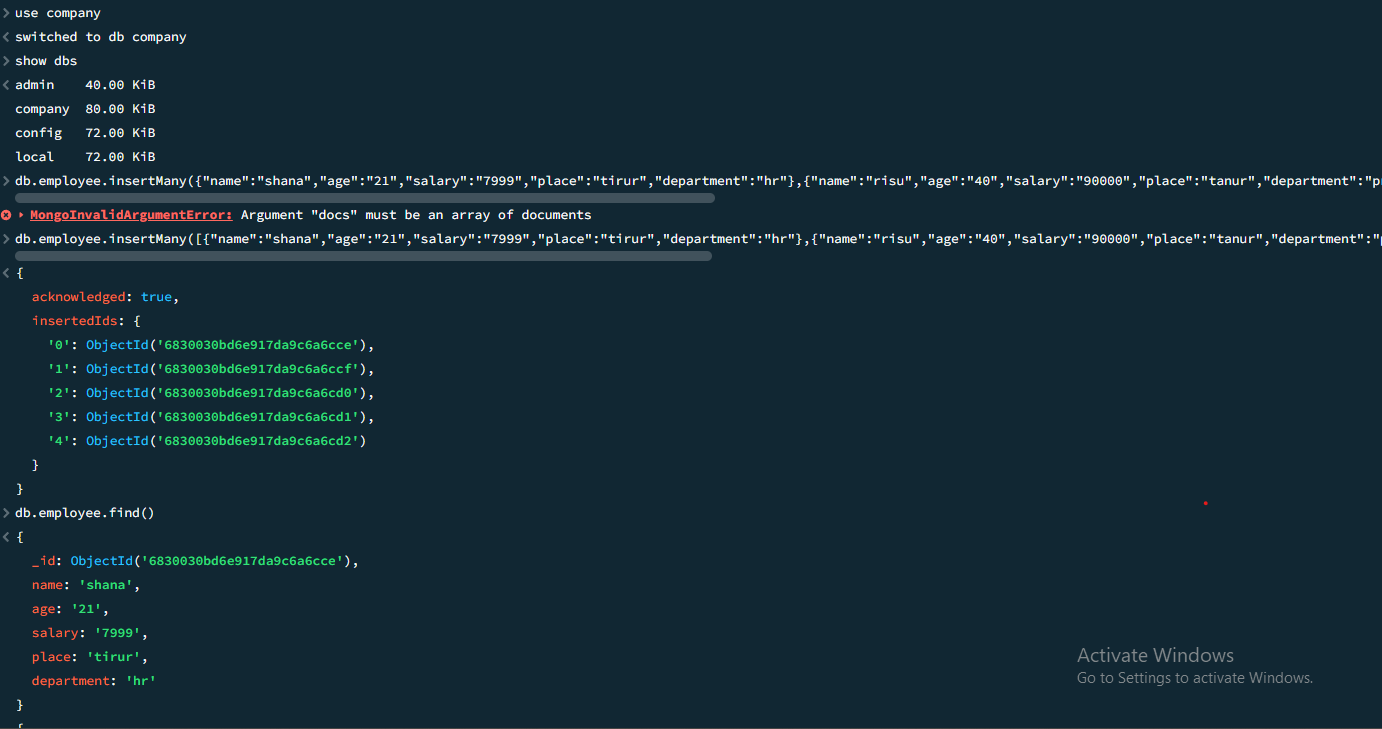 > use company
< switched to db company
> show dbs
< admin 40.00 KiB
company 80.00 KiB
config 72.00 KiB
local 72.00 KiB
> db.employee.insertMany({"name":"shana","age":"21","salary":"7999","place":"tirur","department":"hr"},{"name":"risu","age":"40","salary":"90000","place":"tanur","department":"p
MongoInvalidArgumentError: Argument "docs" must be an array of documents
> db.employee.insertMany([{"name":"shana","age":"21","salary":"7999","place":"tirur","department":"hr"},{"name":"risu","age":"40","salary":"90000","place":"tanur","department":"
< {
acknowledged: true,
insertedIds: {
'0': ObjectId('6830030bd6e917da9c6a6cce'),
'1': ObjectId('6830030bd6e917da9c6a6ccf'),
'2': ObjectId('6830030bd6e917da9c6a6cd0'),
'3': ObjectId('6830030bd6e917da9c6a6cd1'),
'4': ObjectId('6830030bd6e917da9c6a6cd2')
}
}
> db.employee.find()
< {
_id: ObjectId('6830030bd6e917da9c6a6cce'),
name: 'shana',
age: '21',
salary: '7999',
place: 'tirur',
department: 'hr'
}
{
Activate Windows
Go to Settings to activate Windows.